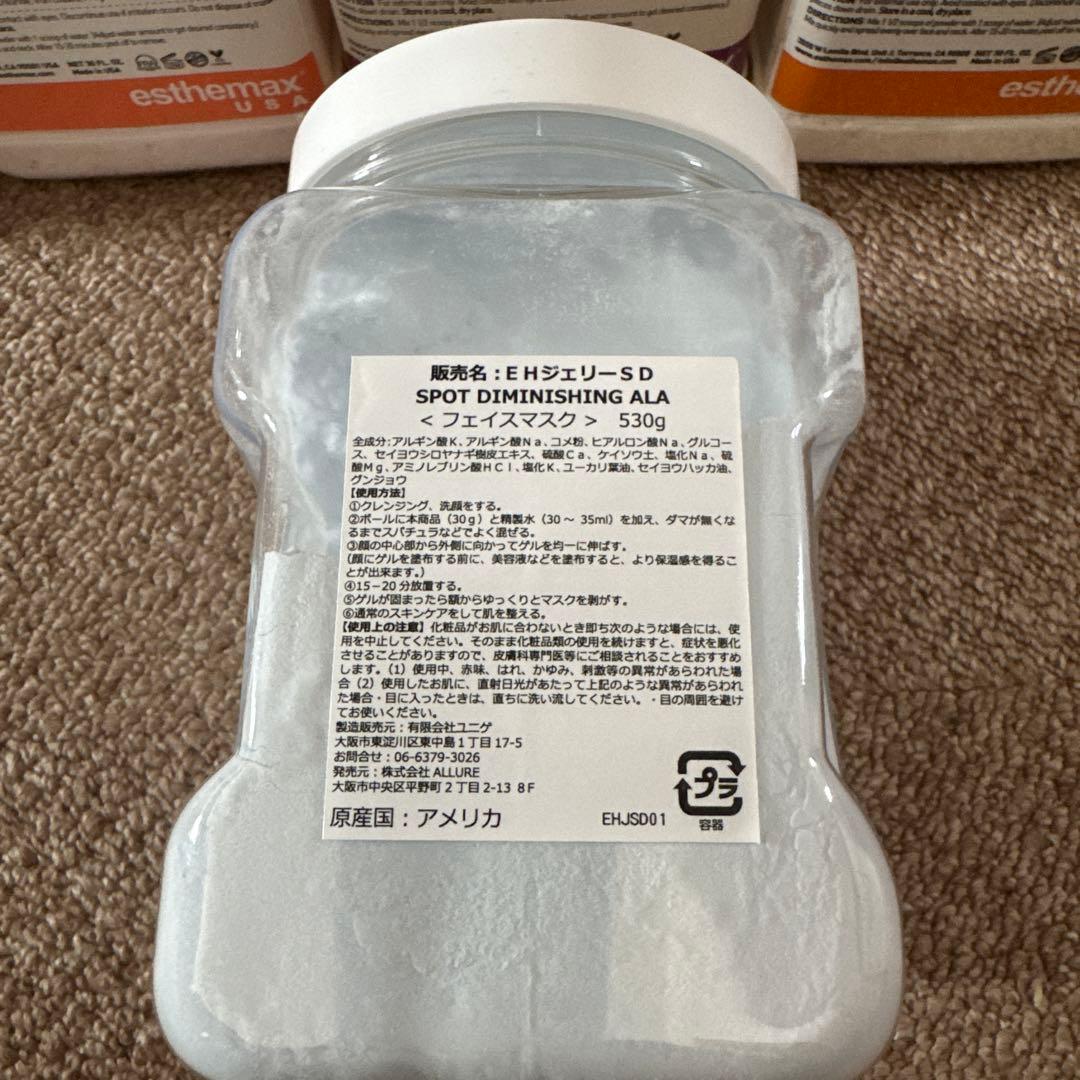 esthemax
USA
NET 30 FL. OZ.
Made in USA
DIRECTIONS: Mix 1
販売名：ＥＨジェリーＳＤ
SPOT DIMINISHING ALA
＜ フェイスマスク ＞　530g
全成分：アルギン酸Ｋ、アルギン酸Ｎａ、コメ粉、ヒアルロン酸Ｎａ、グルコー
ス、セイヨウシロヤナギ樹皮エキス、硫酸Ｃａ、ケイソウ土、塩化Ｎａ、硫
酸Ｍｇ、アミノレブリン酸ＨＣｌ、塩化Ｋ、ユーカリ葉油、セイヨウハッカ油、
グンジョウ
【使用方法】
①クレンジング、洗顔をする。
②ボールに本商品（30ｇ）と精製水（30 ～ 35ml）を加え、ダマが無くな
るまでスパチュラなどでよく混ぜる。
③顔の中心部から外側に向かってゲルを均一に伸ばす。
(顔にゲルを塗布する前に、美容液などを塗布すると、より保湿感を得るこ
とが出来ます。)
④15－20 分放置する。
⑤ゲルが固まったら額からゆっくりとマスクを剥がす。
⑥通常のスキンケアをして肌を整える。
【使用上の注意】化粧品がお肌に合わないとき即ち次のような場合には、使
用を中止してください。そのまま化粧品類の使用を続けますと、症状を悪化
させることがありますので、皮膚科専門医等にご相談されることをおすすめ
します。（1）使用中、赤味、はれ、かゆみ、刺激等の異常があらわれた場
合（2）使用したお肌に、直射日光があたって上記のような異常があらわれ
た場合・目に入ったときは、直ちに洗い流してください。・目の周囲を避け
てお使いください。
製造販売元：有限会社ユニゲ
大阪市東淀川区東中島１丁目 17-5
お問合せ：06-6379-3026
発売元：株式会社 ALLURE
大阪市中央区平野町２丁目 2-13 ８F
原産国：アメリカ
EHJSD01
プラ
容器